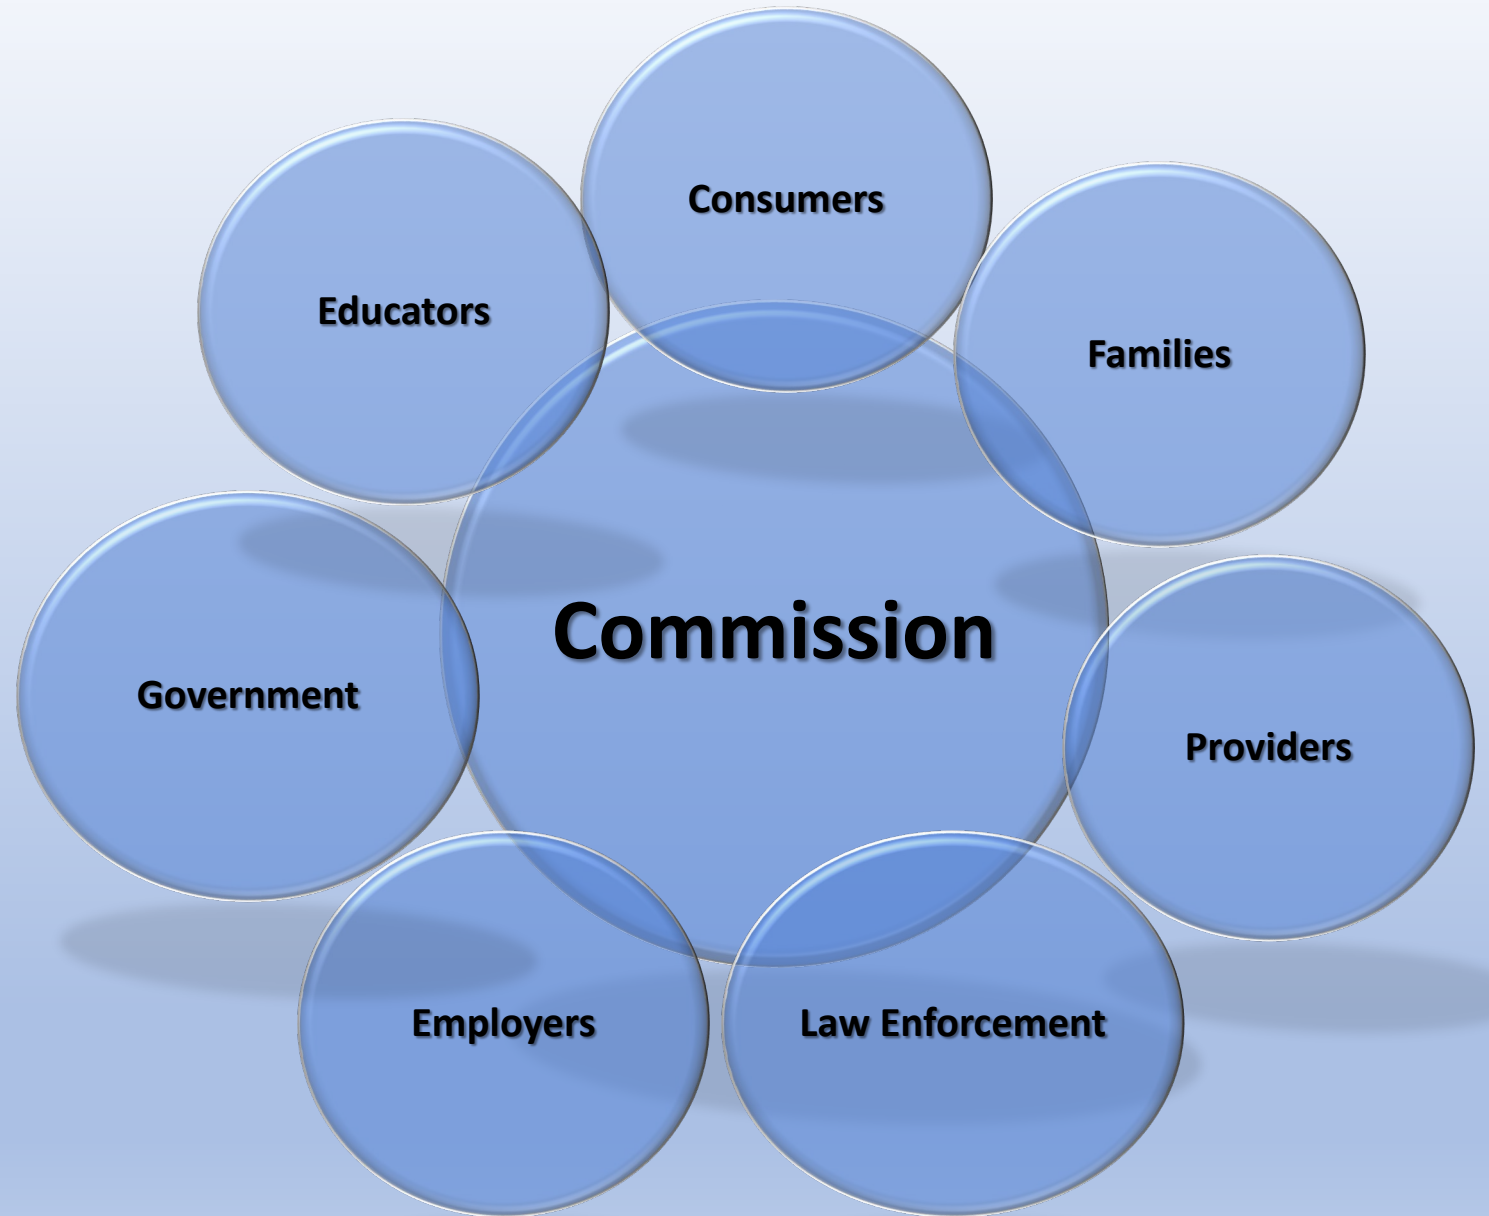 Consumers
Educators
Families
Commission
Government
Providers
Employers
Law Enforcement